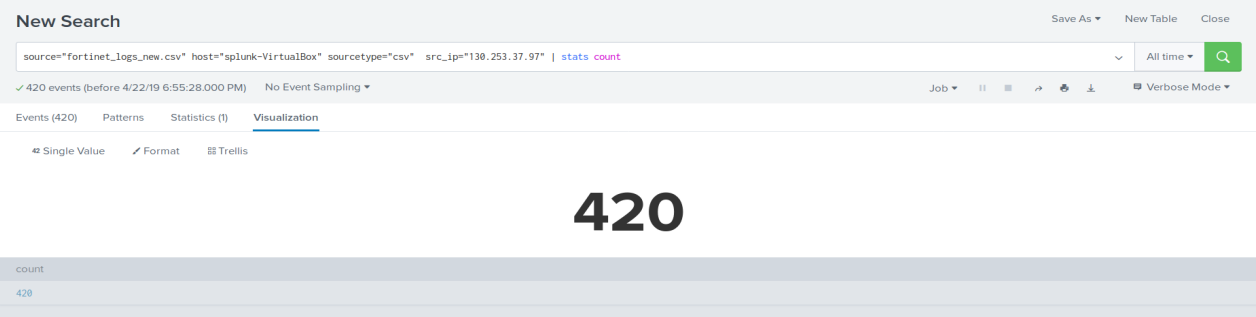 New Search
Save As ▾ New Table Close
source="fortinet_logs_new.csv" host="splunk-VirtualBox" sourcetype="csv"  src_ip="130.253.37.97" | stats count
All time ▾
✓ 420 events (before 4/22/19 6:55:28.000 PM) No Event Sampling ▾ Job ▾ Verbose Mode ▾
Events (420) Patterns Statistics (1) Visualization
42 Single Value Format Trellis
420
count
420